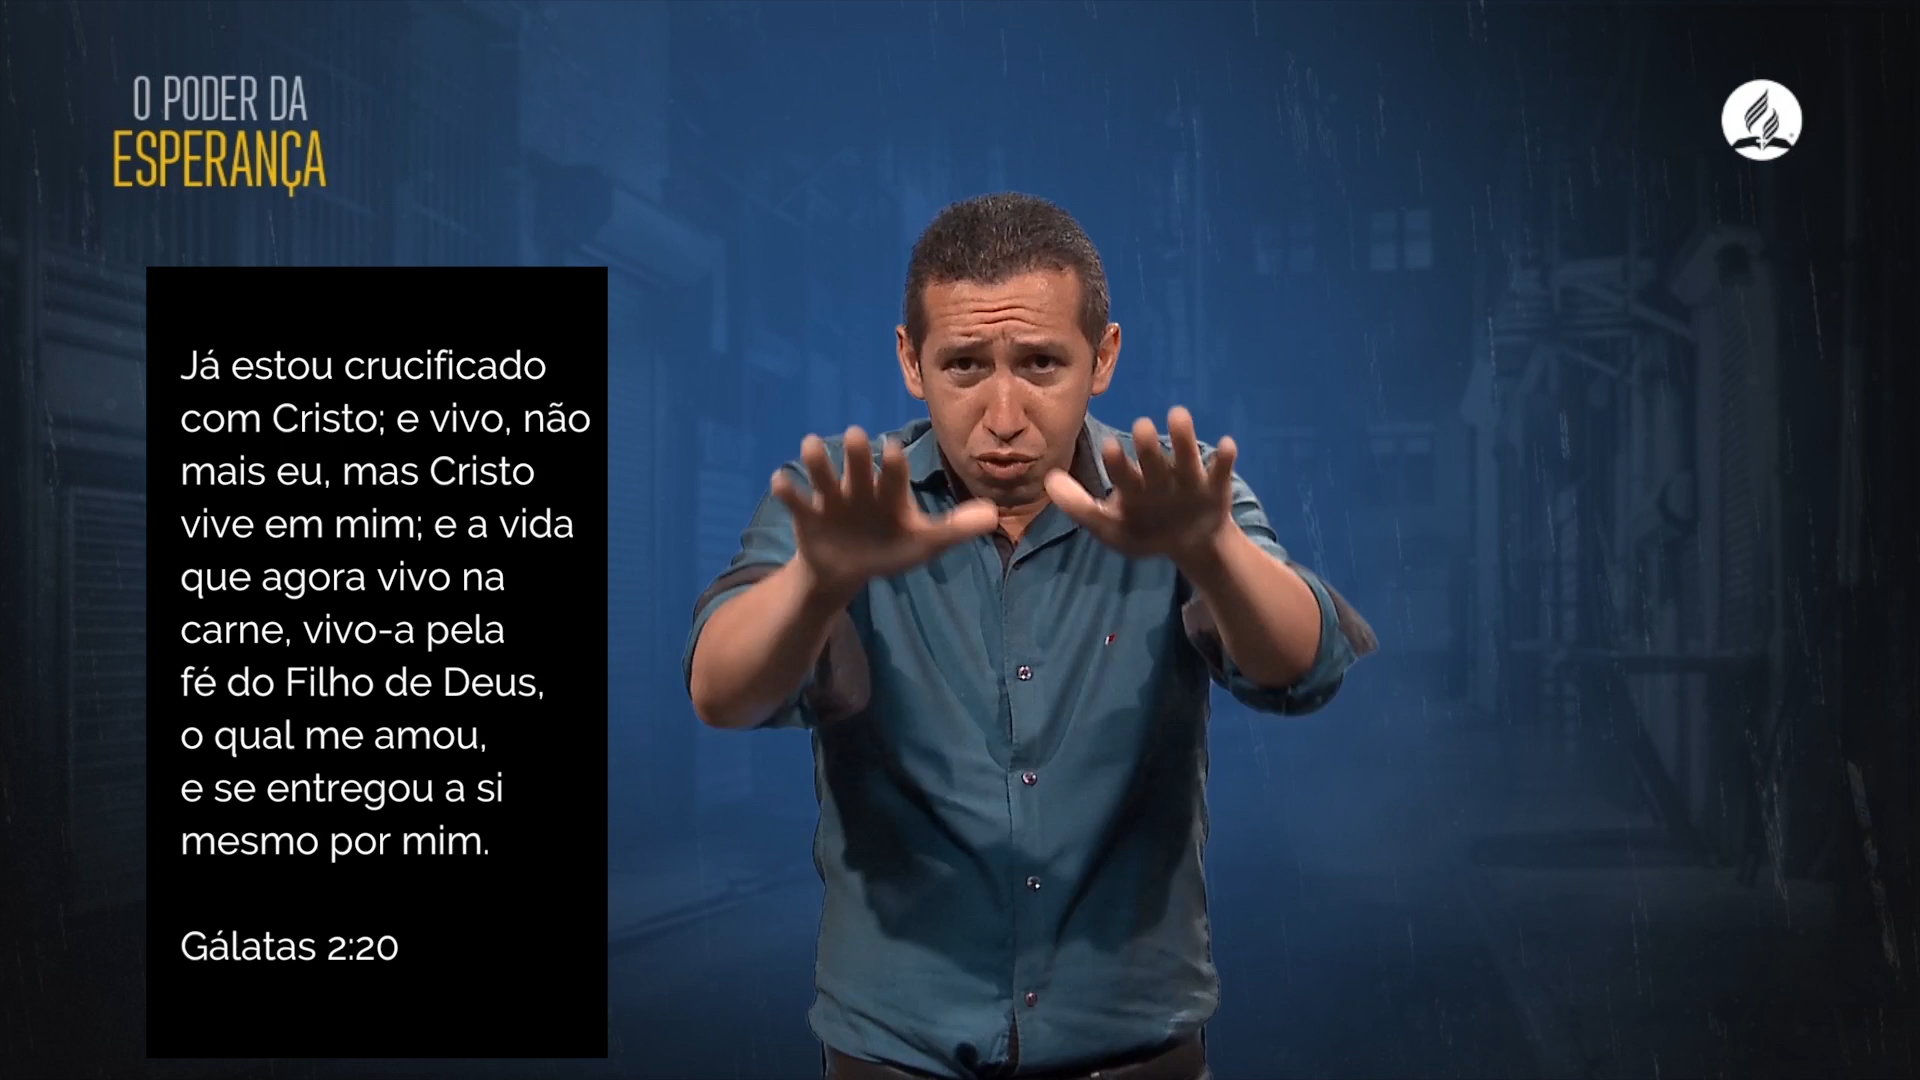 O PODER DA
ESPERANÇA
Já estou crucificado
com Cristo; e vivo, não
mais eu, mas Cristo
vive em mim; e a vida
que agora vivo na
carne, vivo-a pela
fé do Filho de Deus,
o qual me amou,
e se entregou a si
mesmo por mim.
Gálatas 2:20